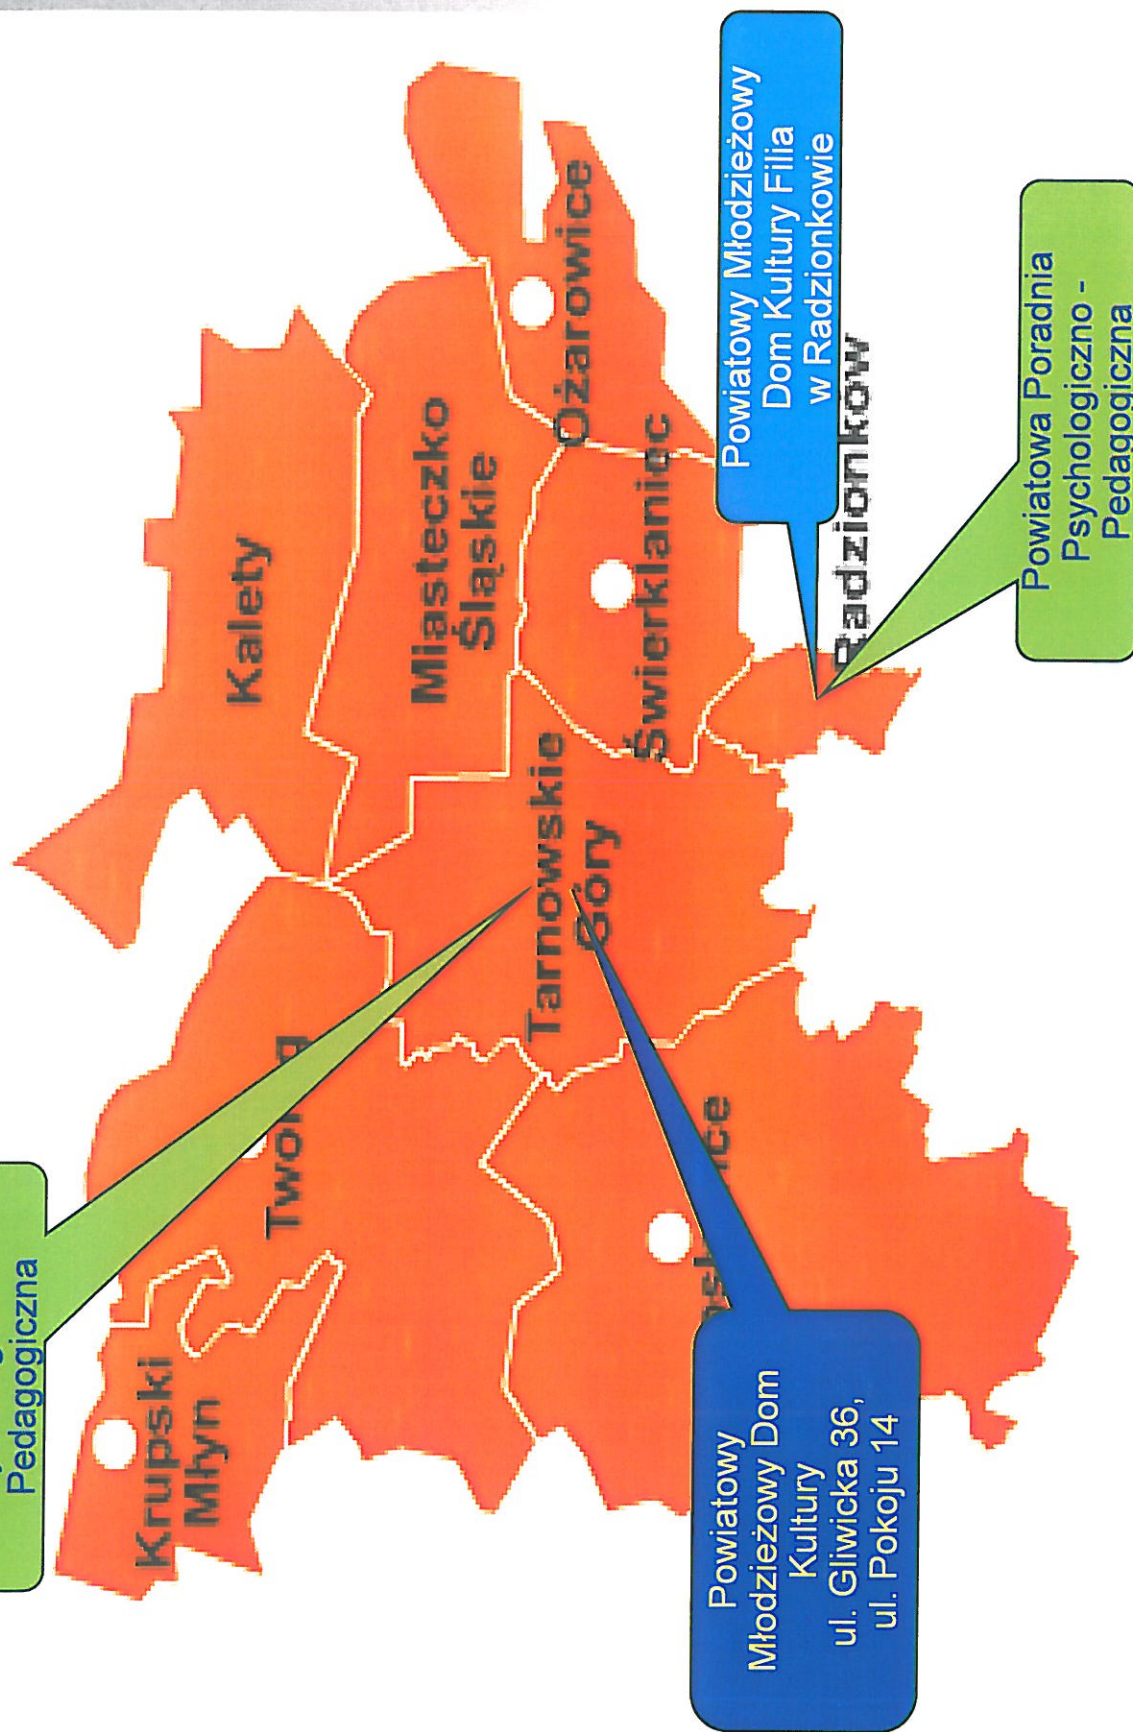 Pedagogiczna
Krupski
Młyn
Kalety
Miasteczko
Śląskie
Tarnowskie
Góry
Ożarowice
Świerklaniec
Powiatowy
Młodzieżowy Dom
Kultury
ul. Gliwicka 36,
ul. Pokoju 14
Powiatowy Młodzieżowy
Dom Kultury Filia
w Radzionkowie
Radzionków
Powiatowa Poradnia
Psychologiczno -
Pedagogiczna